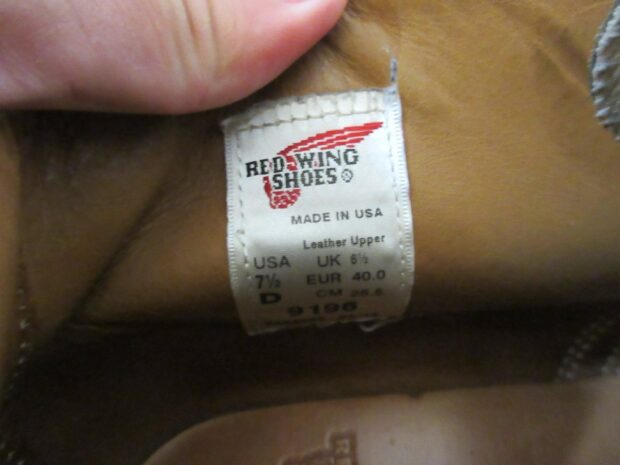 RED WING
SHOES®
MADE IN USA
Leather Upper
USA UK 6½
7½ EUR 40.0
D CM 25.5
9196